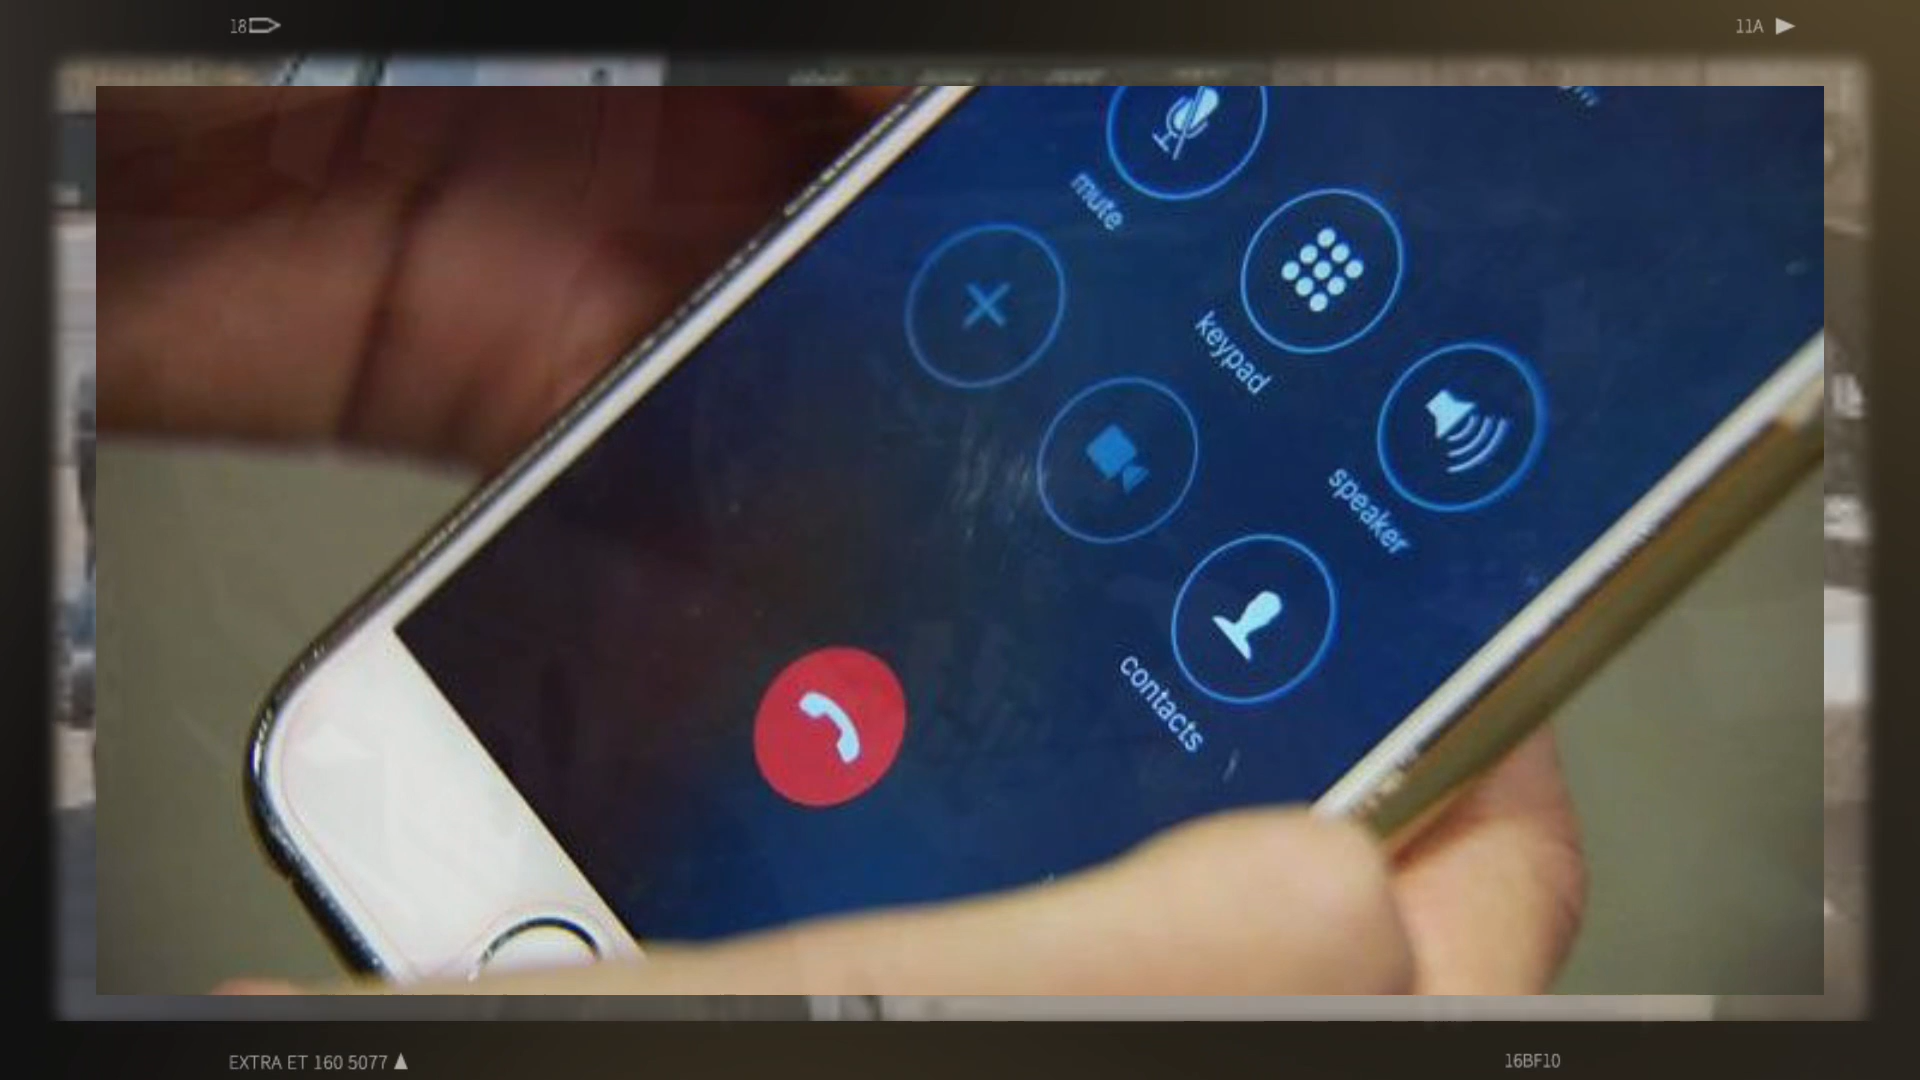 18
11A
mute
keypad
speaker
contacts
EXTRA ET 160 5077
16BF10